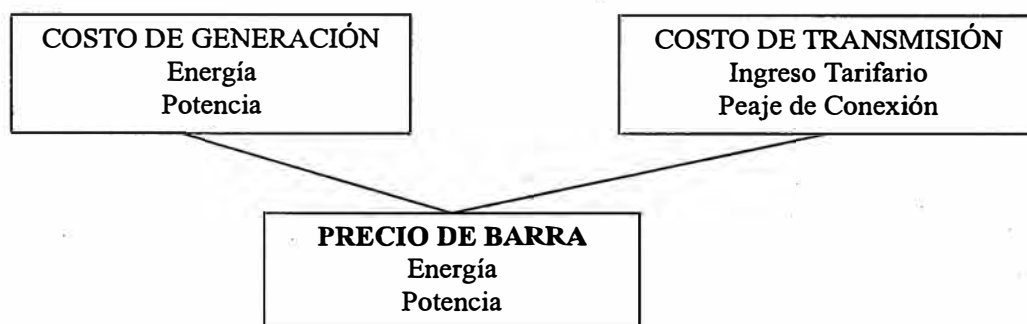 COSTO DE GENERACIÓN
Energía
Potencia
COSTO DE TRANSMISIÓN
Ingreso Tarifario
Peaje de Conexión
PRECIO DE BARRA
Energía
Potencia